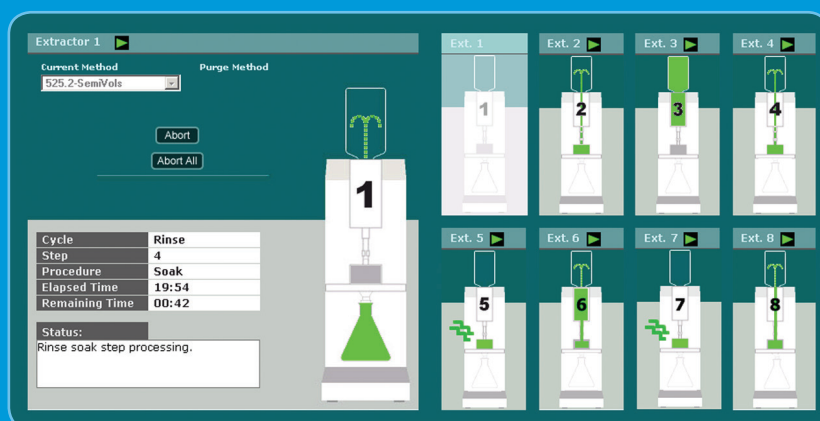 Extractor 1
Current Method Purge Method
525.2-SemiVols
Abort
Abort All
1
Cycle Rinse
Step 4
Procedure Soak
Elapsed Time 19:54
Remaining Time 00:42
Status:
Rinse soak step processing.
Ext. 1 Ext. 2 Ext. 3 Ext. 4
1 2 3 4
Ext. 5 Ext. 6 Ext. 7 Ext. 8
5 6 7 8